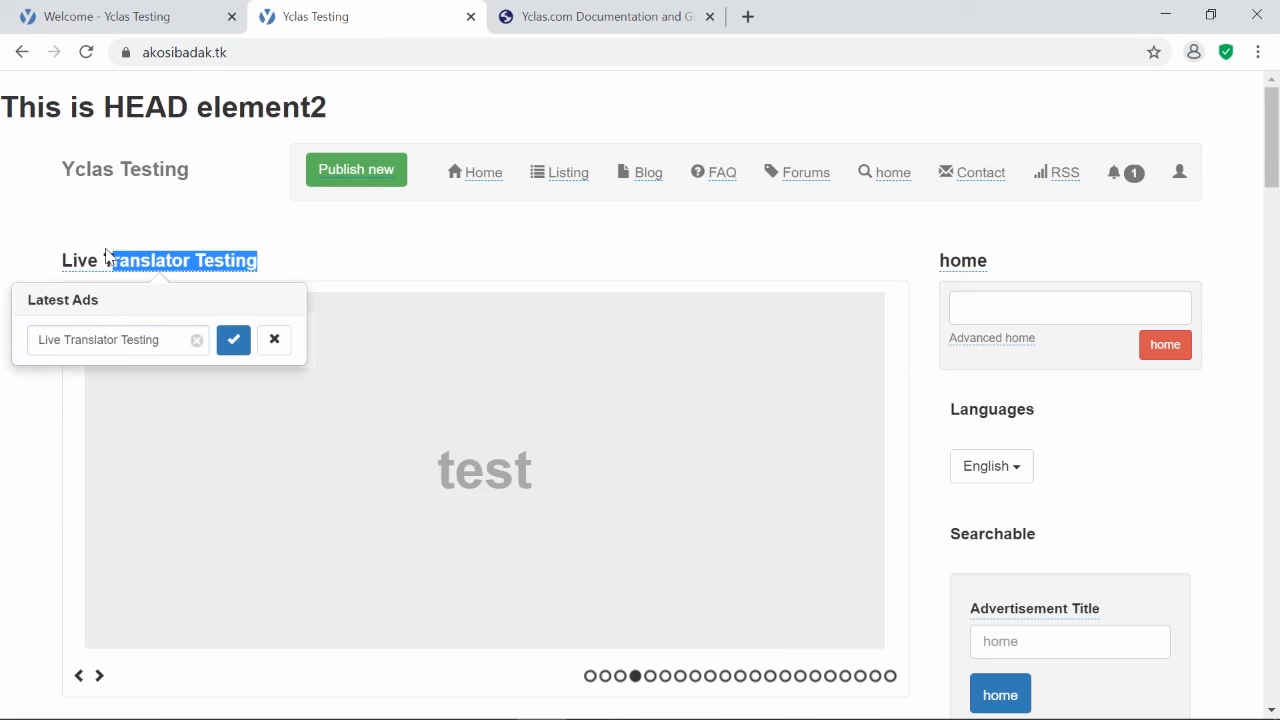 Welcome - Yclas Testing
Yclas Testing
Yclas.com Documentation and G
akosibadak.tk
This is HEAD element2
Yclas Testing
Publish new
Home
Listing
Blog
FAQ
Forums
home
Contact
RSS
1
Live Translator Testing
home
Latest Ads
Live Translator Testing
Advanced home
home
test
Languages
English
Searchable
Advertisement Title
home
home